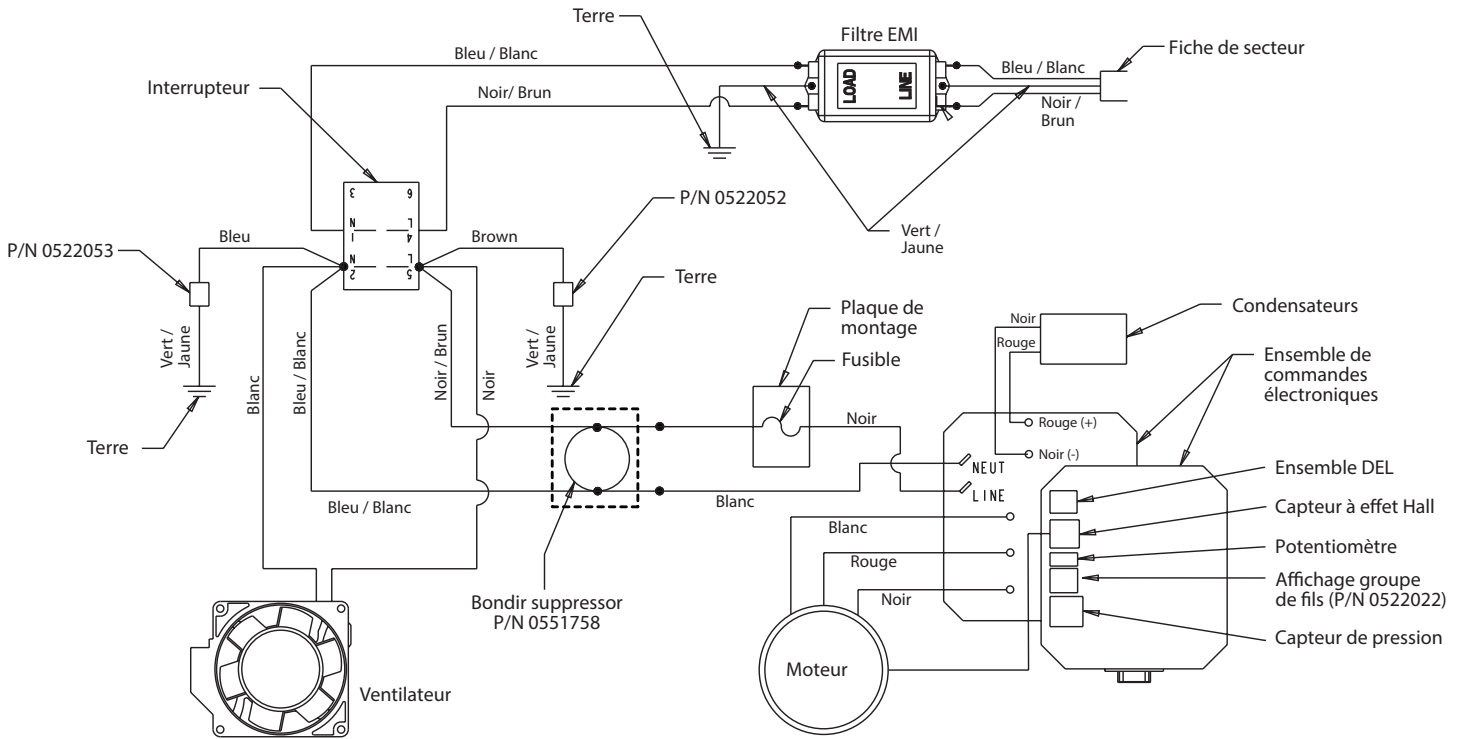 Terre
Filtre EMI
Fiche de secteur
Bleu / Blanc
Bleu / Blanc
LOAD
LINE
Interrupteur
Noir/ Brun
Noir /
Brun
Terre
3
6
N
1
L
4
N
2
L
5
P/N 0522052
P/N 0522053
Bleu
Brown
Vert /
Jaune
Terre
Plaque de
montage
Fusible
Condensateurs
Noir
Rouge
Ensemble de
commandes
électroniques
Vert /
Jaune
Vert /
Jaune
Blanc
Bleu / Blanc
Noir / Brun
Noir
Terre
Noir
Rouge (+)
Noir (-)
NEUT
LINE
Ensemble DEL
Bleu / Blanc
Blanc
Blanc
Capteur à effet Hall
Rouge
Potentiomètre
Noir
Affichage groupe
de fils (P/N 0522022)
Bondir suppressor
P/N 0551758
Capteur de pression
Moteur
Ventilateur